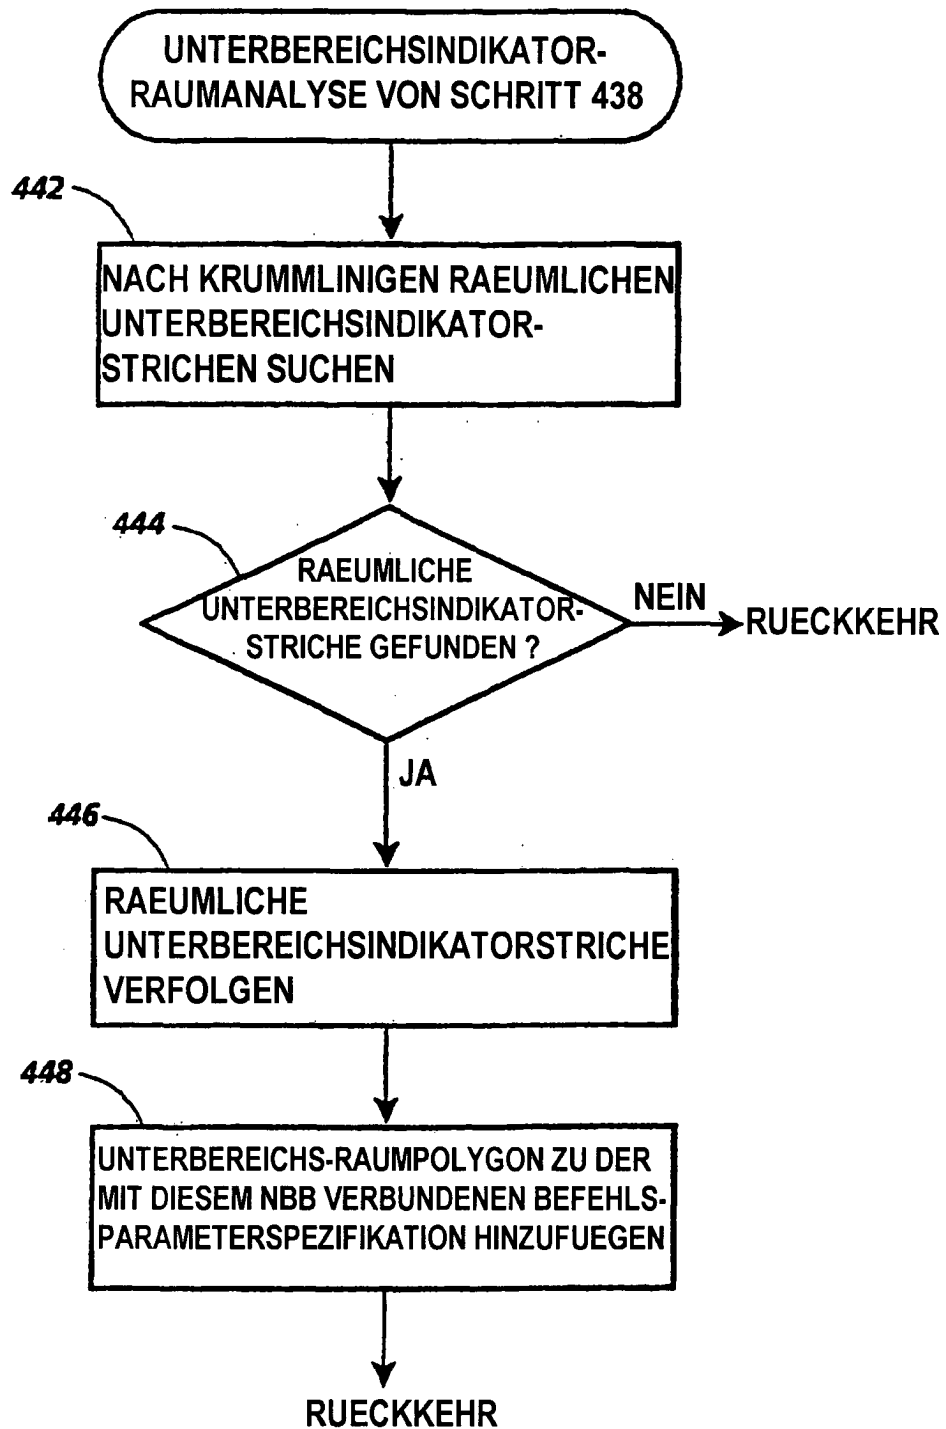 UNTERBEREICHSINDIKATOR-
RAUMANALYSE VON SCHRITT 438
442
NACH KRUMMLINIGEN RAEUMLICHEN
UNTERBEREICHSINDIKATOR-
STRICHEN SUCHEN
444
RAEUMLICHE
UNTERBEREICHSINDIKATOR-
STRICHE GEFUNDEN ?
NEIN
RUECKKEHR
JA
446
RAEUMLICHE
UNTERBEREICHSINDIKATORSTRICHE
VERFOLGEN
448
UNTERBEREICHS-RAUMPOLYGON ZU DER
MIT DIESEM NBB VERBUNDENEN BEFEHLS-
PARAMETERSPEZIFIKATION HINZUFUEGEN
RUECKKEHR